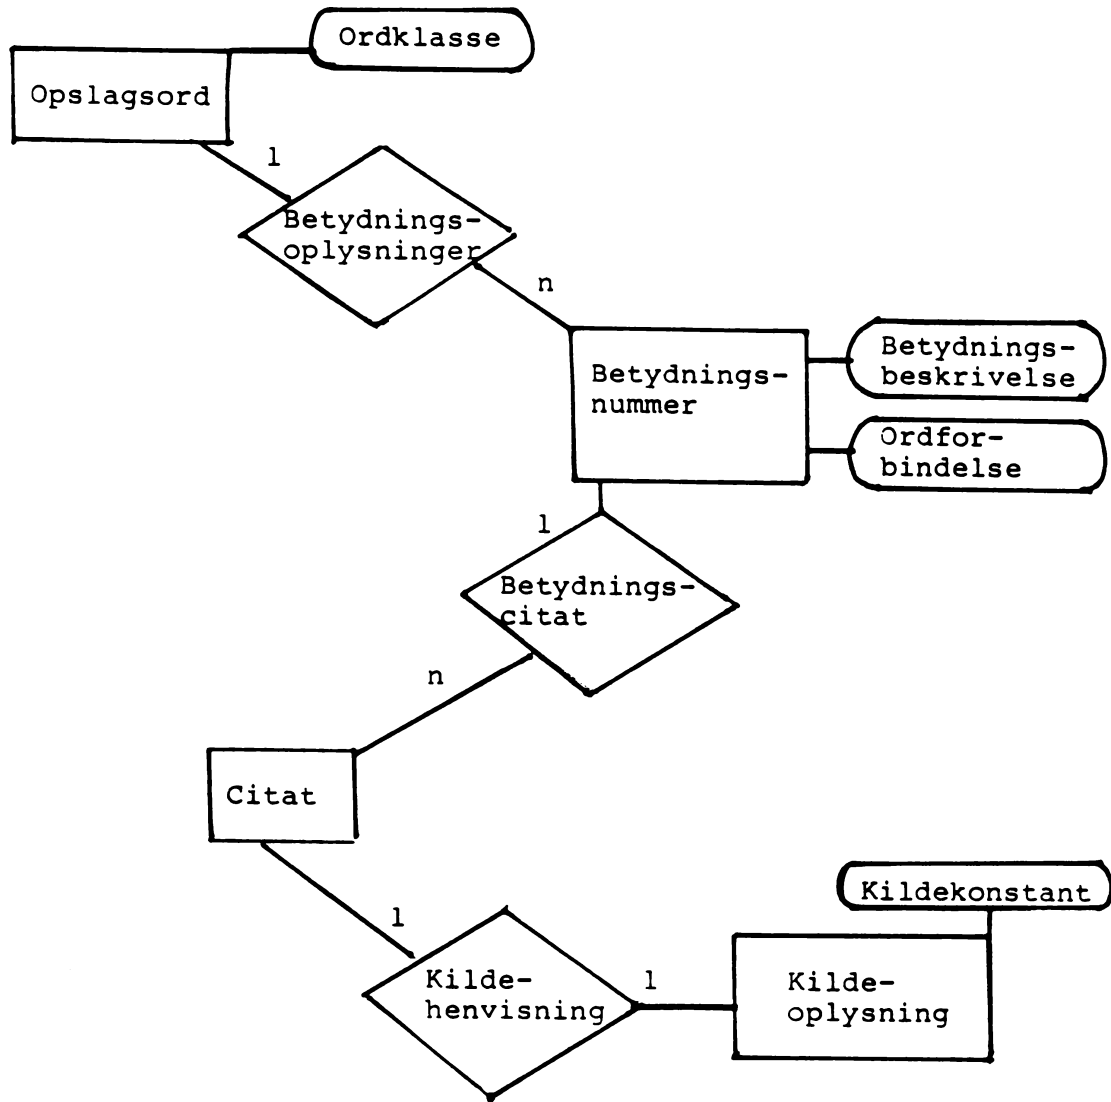 Ordklasse
Opslagsord
1
Betydnings-
oplysninger
n
Betydnings-
nummer
Betydnings-
beskrivelse
Ordfor-
bindelse
1
Betydnings-
citat
n
Citat
Kildekonstant
1
Kilde-
henvisning
1
Kilde-
oplysning